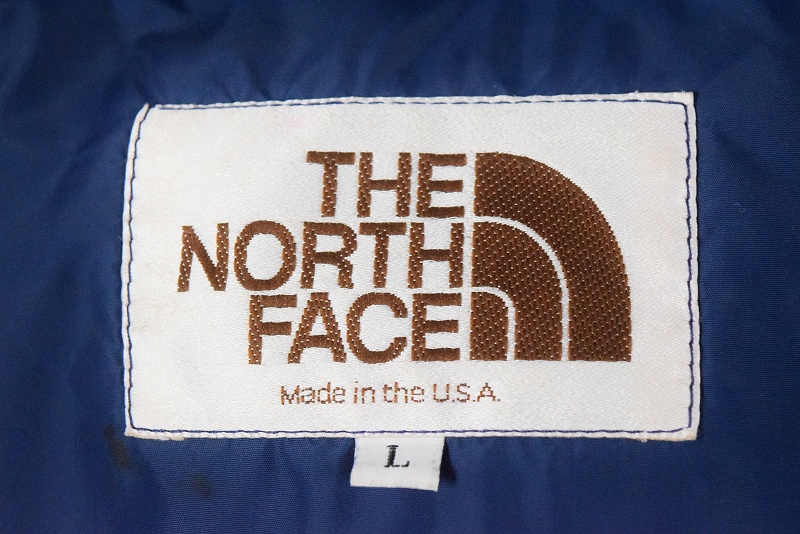 THE
NORTH
FACE
Made in the U.S.A.
L